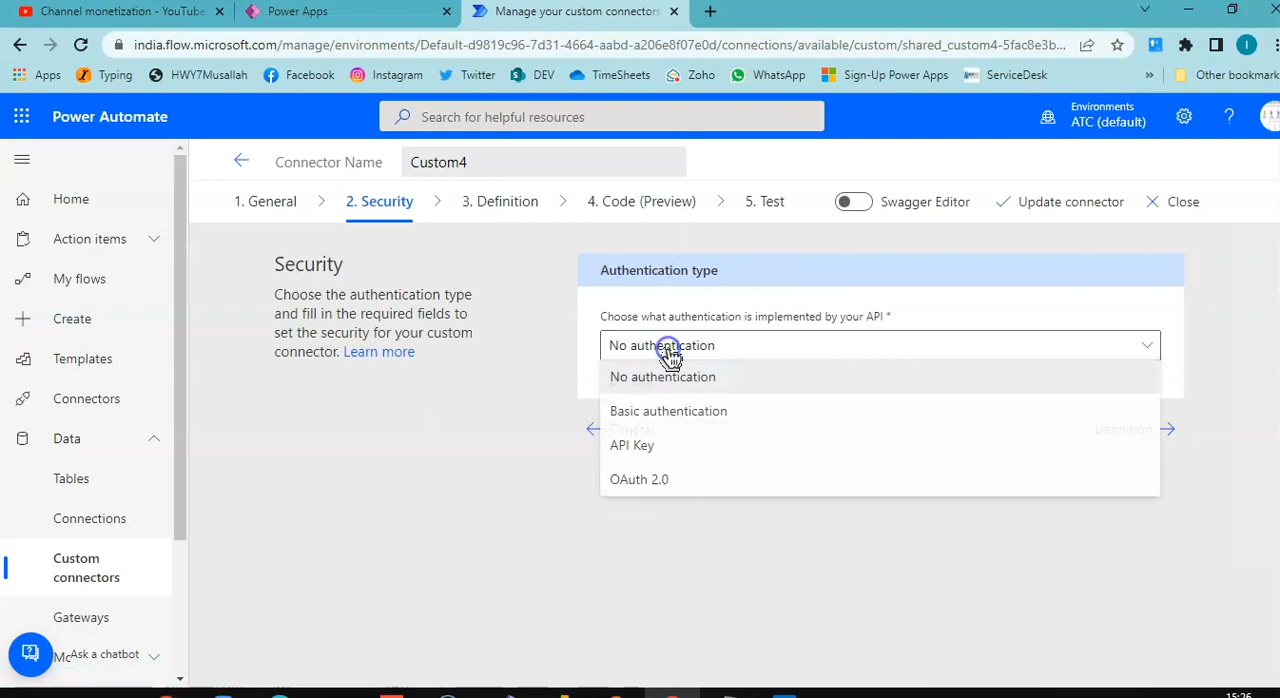 Channel monetization - YouTube
Power Apps
Manage your custom connectors
india.flow.microsoft.com/manage/environments/Default-d9819c96-7d31-4664-aabd-a206e8f07e0d/connections/available/custom/shared_custom4-5fac8e3b...
Apps
Typing
HWY7Musallah
Facebook
Instagram
Twitter
DEV
TimeSheets
Zoho
WhatsApp
Sign-Up Power Apps
ServiceDesk
»
Other bookmark
Power Automate
Search for helpful resources
Environments
ATC (default)
?
Connector Name
Custom4
1. General
2. Security
3. Definition
4. Code (Preview)
5. Test
Swagger Editor
Update connector
Close
Home
Action items
My flows
Create
Templates
Connectors
Data
Tables
Connections
Custom
connectors
Gateways
Ask a chatbot
Security
Choose the authentication type
and fill in the required fields to
set the security for your custom
connector. Learn more
Authentication type
Choose what authentication is implemented by your API *
No authentication
No authentication
Basic authentication
General
Definition
API Key
OAuth 2.0
15:26